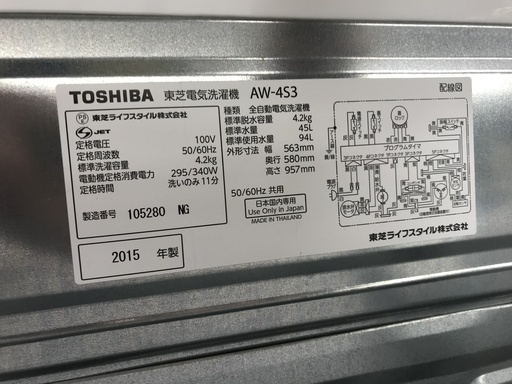 TOSHIBA 東芝電気洗濯機 AW-4S3
東芝ライフスタイル株式会社
JET
定格電圧 100V
定格周波数 50/60Hz
標準洗濯容量 4.2kg
電動機定格消費電力 295/340W
定格時間 洗いのみ 11分
製造番号 105280 NG
2015 年製
種類 全自動電気洗濯機
標準脱水容量 4.2kg
標準水量 45L
標準使用水量 94L
外形寸法 幅 563mm
奥行 580mm
高さ 957mm
50/60Hz 共用
日本国内専用
Use Only in Japan
MADE IN THAILAND
配線図
プログラムタイマ
東芝ライフスタイル株式会社